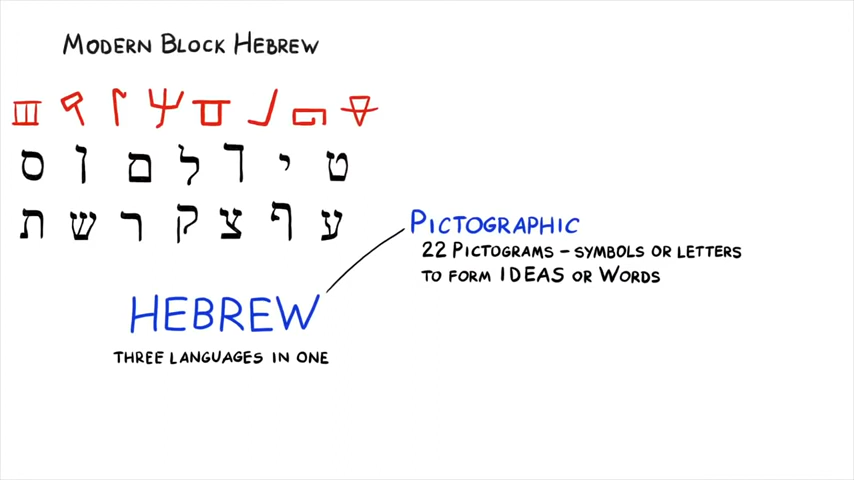 MODERN BLOCK HEBREW
ט י ך ל ם ן ס
ע ף צ ק ר ש ת
PICTOGRAPHIC
22 PICTOGRAMS – SYMBOLS OR LETTERS
TO FORM IDEAS OR WORDS
HEBREW
THREE LANGUAGES IN ONE